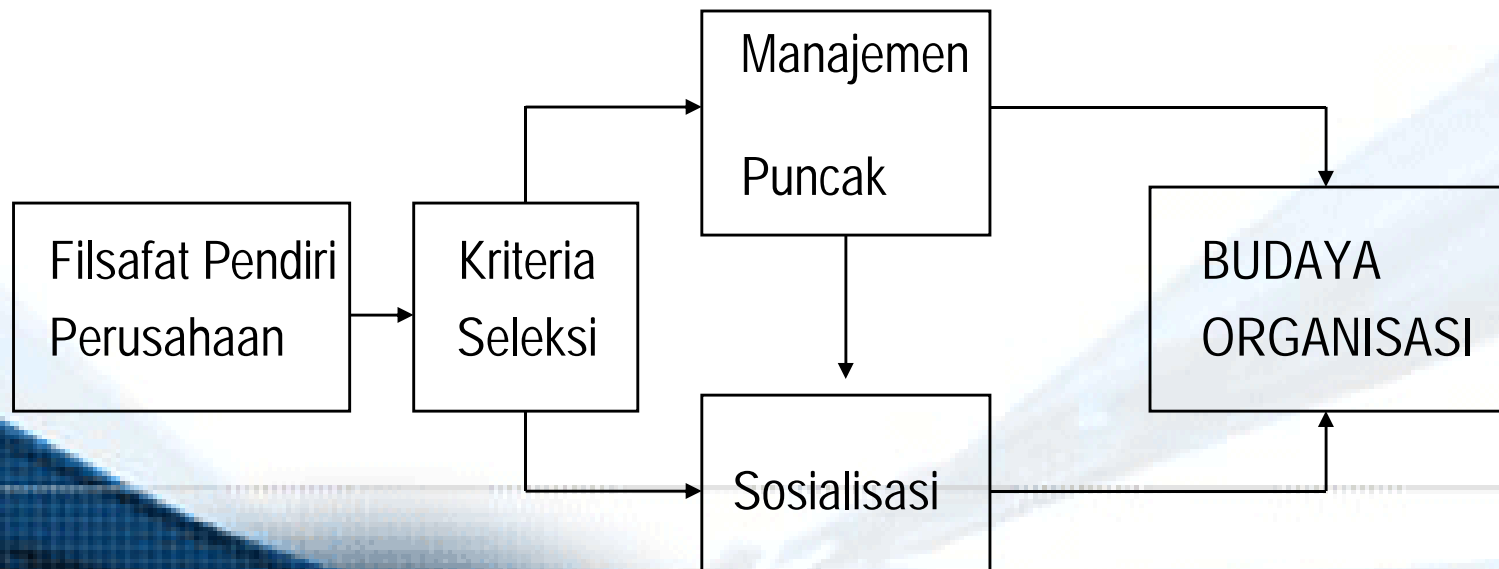 Filsafat Pendiri
Perusahaan
Kriteria
Seleksi
Manajemen
Puncak
Sosialisasi
BUDAYA
ORGANISASI